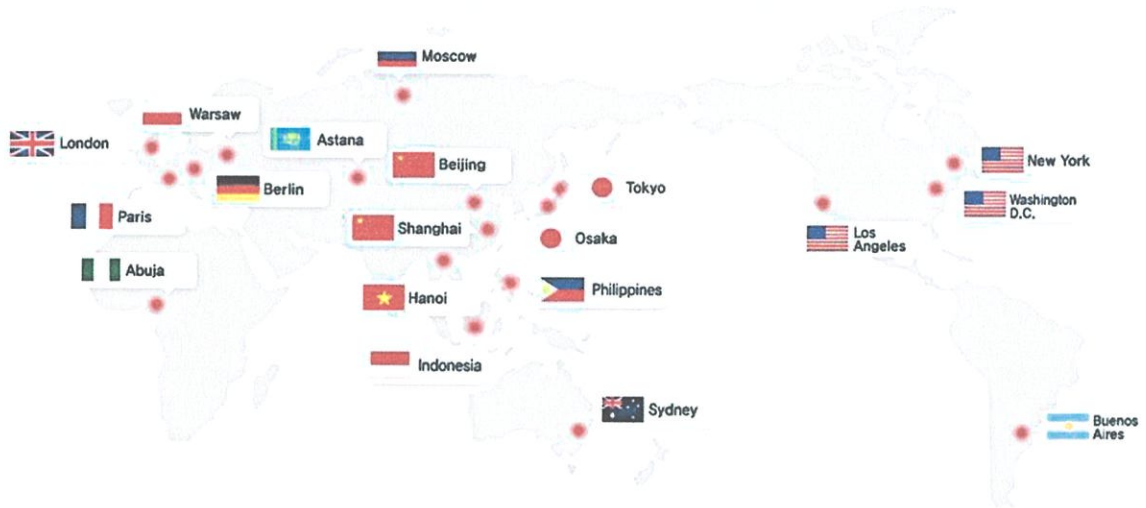 Moscow
Warsaw
London
Astana
Beijing
Berlin
Tokyo
New York
Washington
D.C.
Paris
Shanghai
Osaka
Los
Angeles
Abuja
Hanoi
Philippines
Indonesia
Sydney
Buenos
Aires